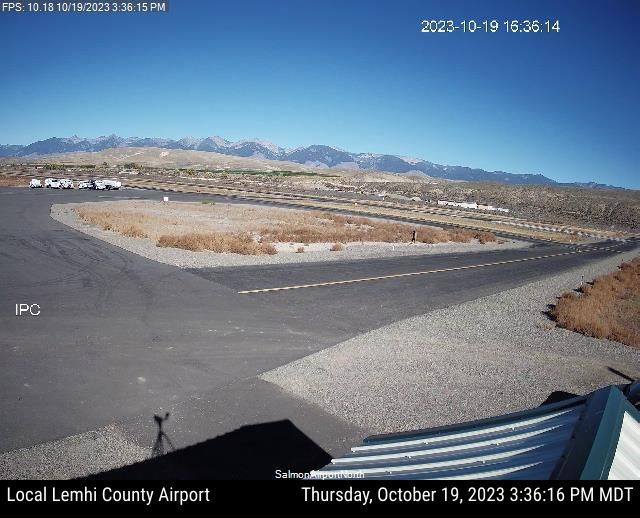 FPS: 10.18 10/19/2023 3:36:15 PM
2023-10-19 16:36:14
IPC
SalmonAirportNorth
Local Lemhi County Airport
Thursday, October 19, 2023 3:36:16 PM MDT